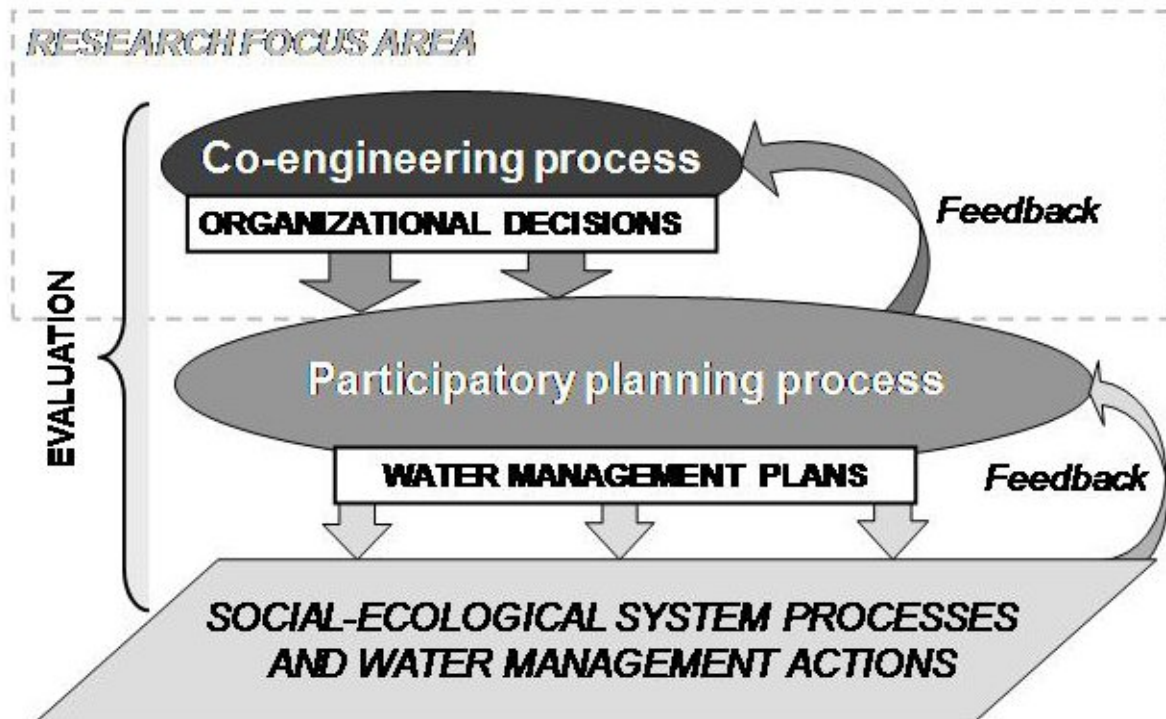 RESEARCH FOCUS AREA
Co-engineering process
ORGANIZATIONAL DECISIONS
Feedback
EVALUATION
Participatory planning process
WATER MANAGEMENT PLANS
Feedback
SOCIAL-ECOLOGICAL SYSTEM PROCESSES
AND WATER MANAGEMENT ACTIONS